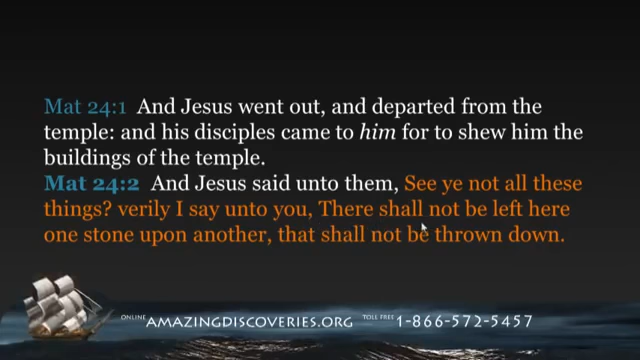 Mat 24:1 And Jesus went out, and departed from the
temple: and his disciples came to him for to shew him the
buildings of the temple.
Mat 24:2 And Jesus said unto them, See ye not all these
things? verily I say unto you, There shall not be left here
one stone upon another, that shall not be thrown down.
ONLINE AMAZINGDISCOVERIES.ORG TOLL FREE 1-866-572-5457